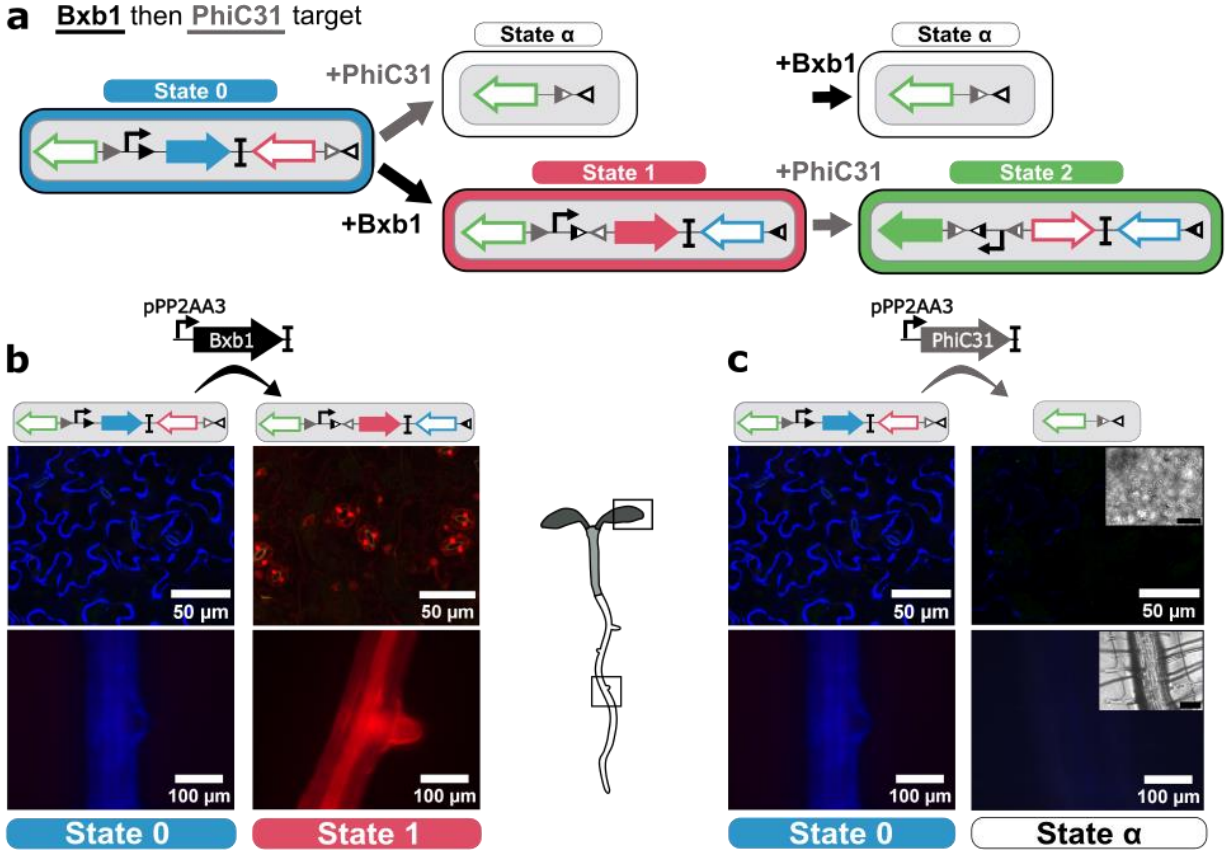 a Bxb1 then PhiC31 target
State α
State α
+PhiC31
+Bxb1
State 0
State 1
+PhiC31
State 2
+Bxb1
pPP2AA3
Bxb1
pPP2AA3
PhiC31
b
c
50 µm
50 µm
50 µm
50 µm
100 µm
100 µm
100 µm
100 µm
State 0
State 1
State 0
State α